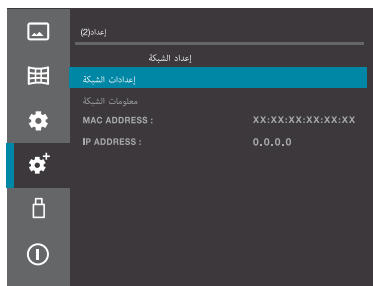 إعداد(2)
إعداد الشبكة
إعدادات الشبكة
معلومات الشبكة
MAC ADDRESS : XX:XX:XX:XX:XX:XX
IP ADDRESS : 0.0.0.0